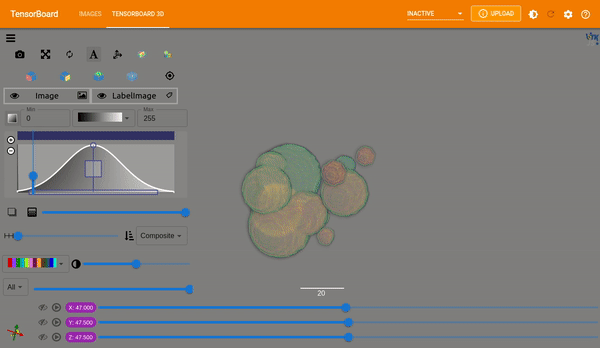 TensorBoard IMAGES TENSORBOARD 3D INACTIVE UPLOAD
A
Image LabelImage
Min Max
0 255
Composite
All
20
X: 47.000
Y: 47.500
Z: 47.500